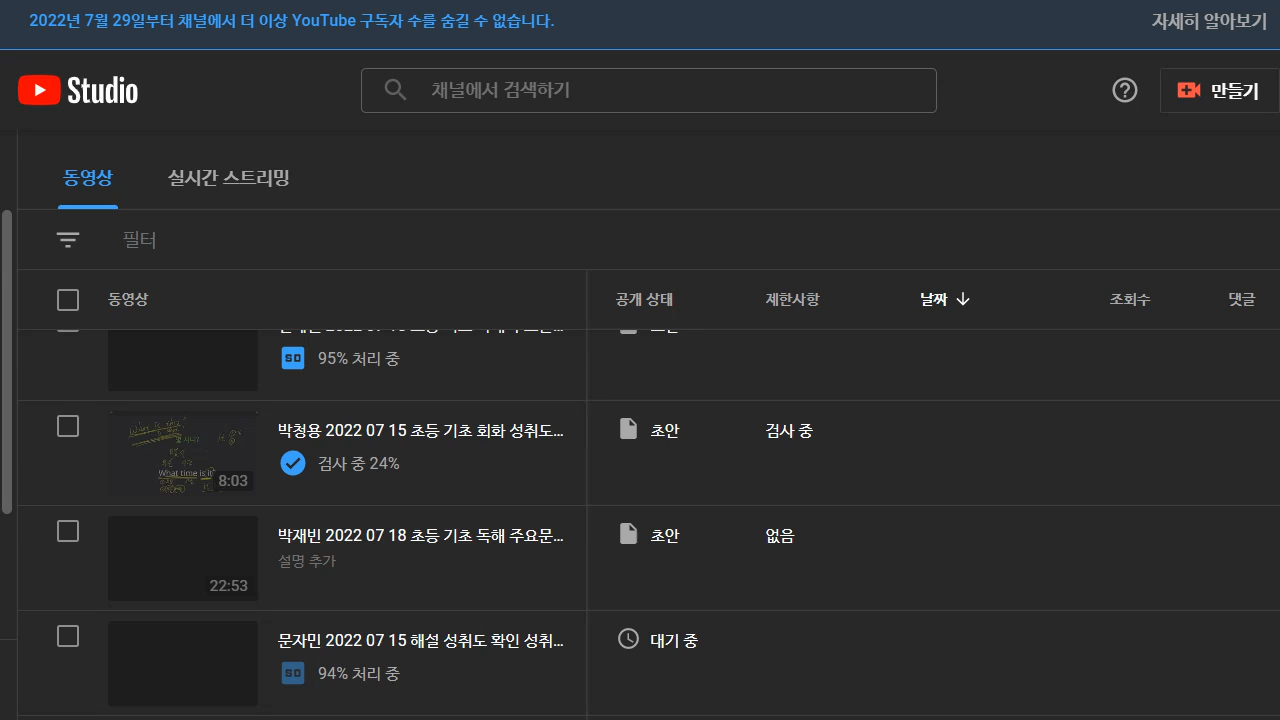 2022년 7월 29일부터 채널에서 더 이상 YouTube 구독자 수를 숨길 수 없습니다. 자세히 알아보기
Studio 채널에서 검색하기 만들기
동영상 실시간 스트리밍
필터
동영상 공개 상태 제한사항 날짜 조회수 댓글
SD 95% 처리 중
박청용 2022 07 15 초등 기초 회화 성취도... 초안 검사 중
검사 중 24%
What time is it
8:03
박재빈 2022 07 18 초등 기초 독해 주요문... 초안 없음
설명 추가
22:53
문자민 2022 07 15 해설 성취도 확인 성취... 대기 중
SD 94% 처리 중